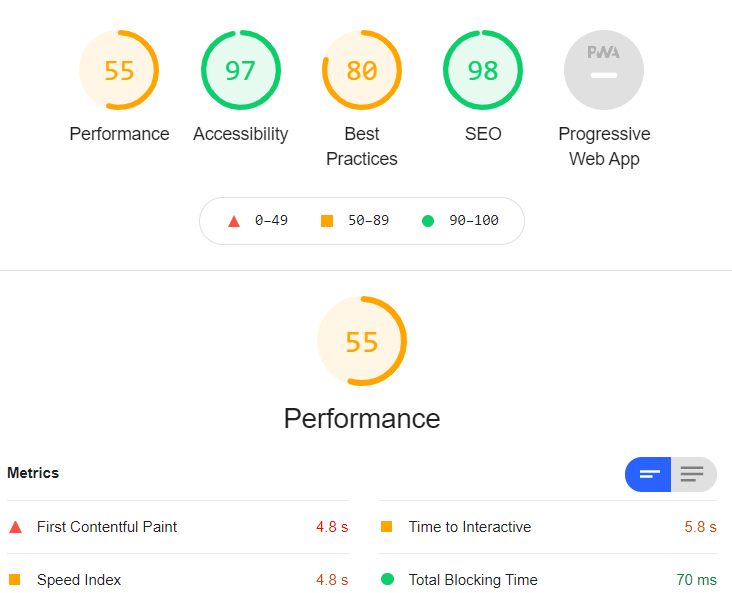 55 97 80 98 PWA
Performance Accessibility Best Practices SEO Progressive Web App
0–49 50–89 90–100
55
Performance
Metrics
First Contentful Paint 4.8 s
Time to Interactive 5.8 s
Speed Index 4.8 s
Total Blocking Time 70 ms